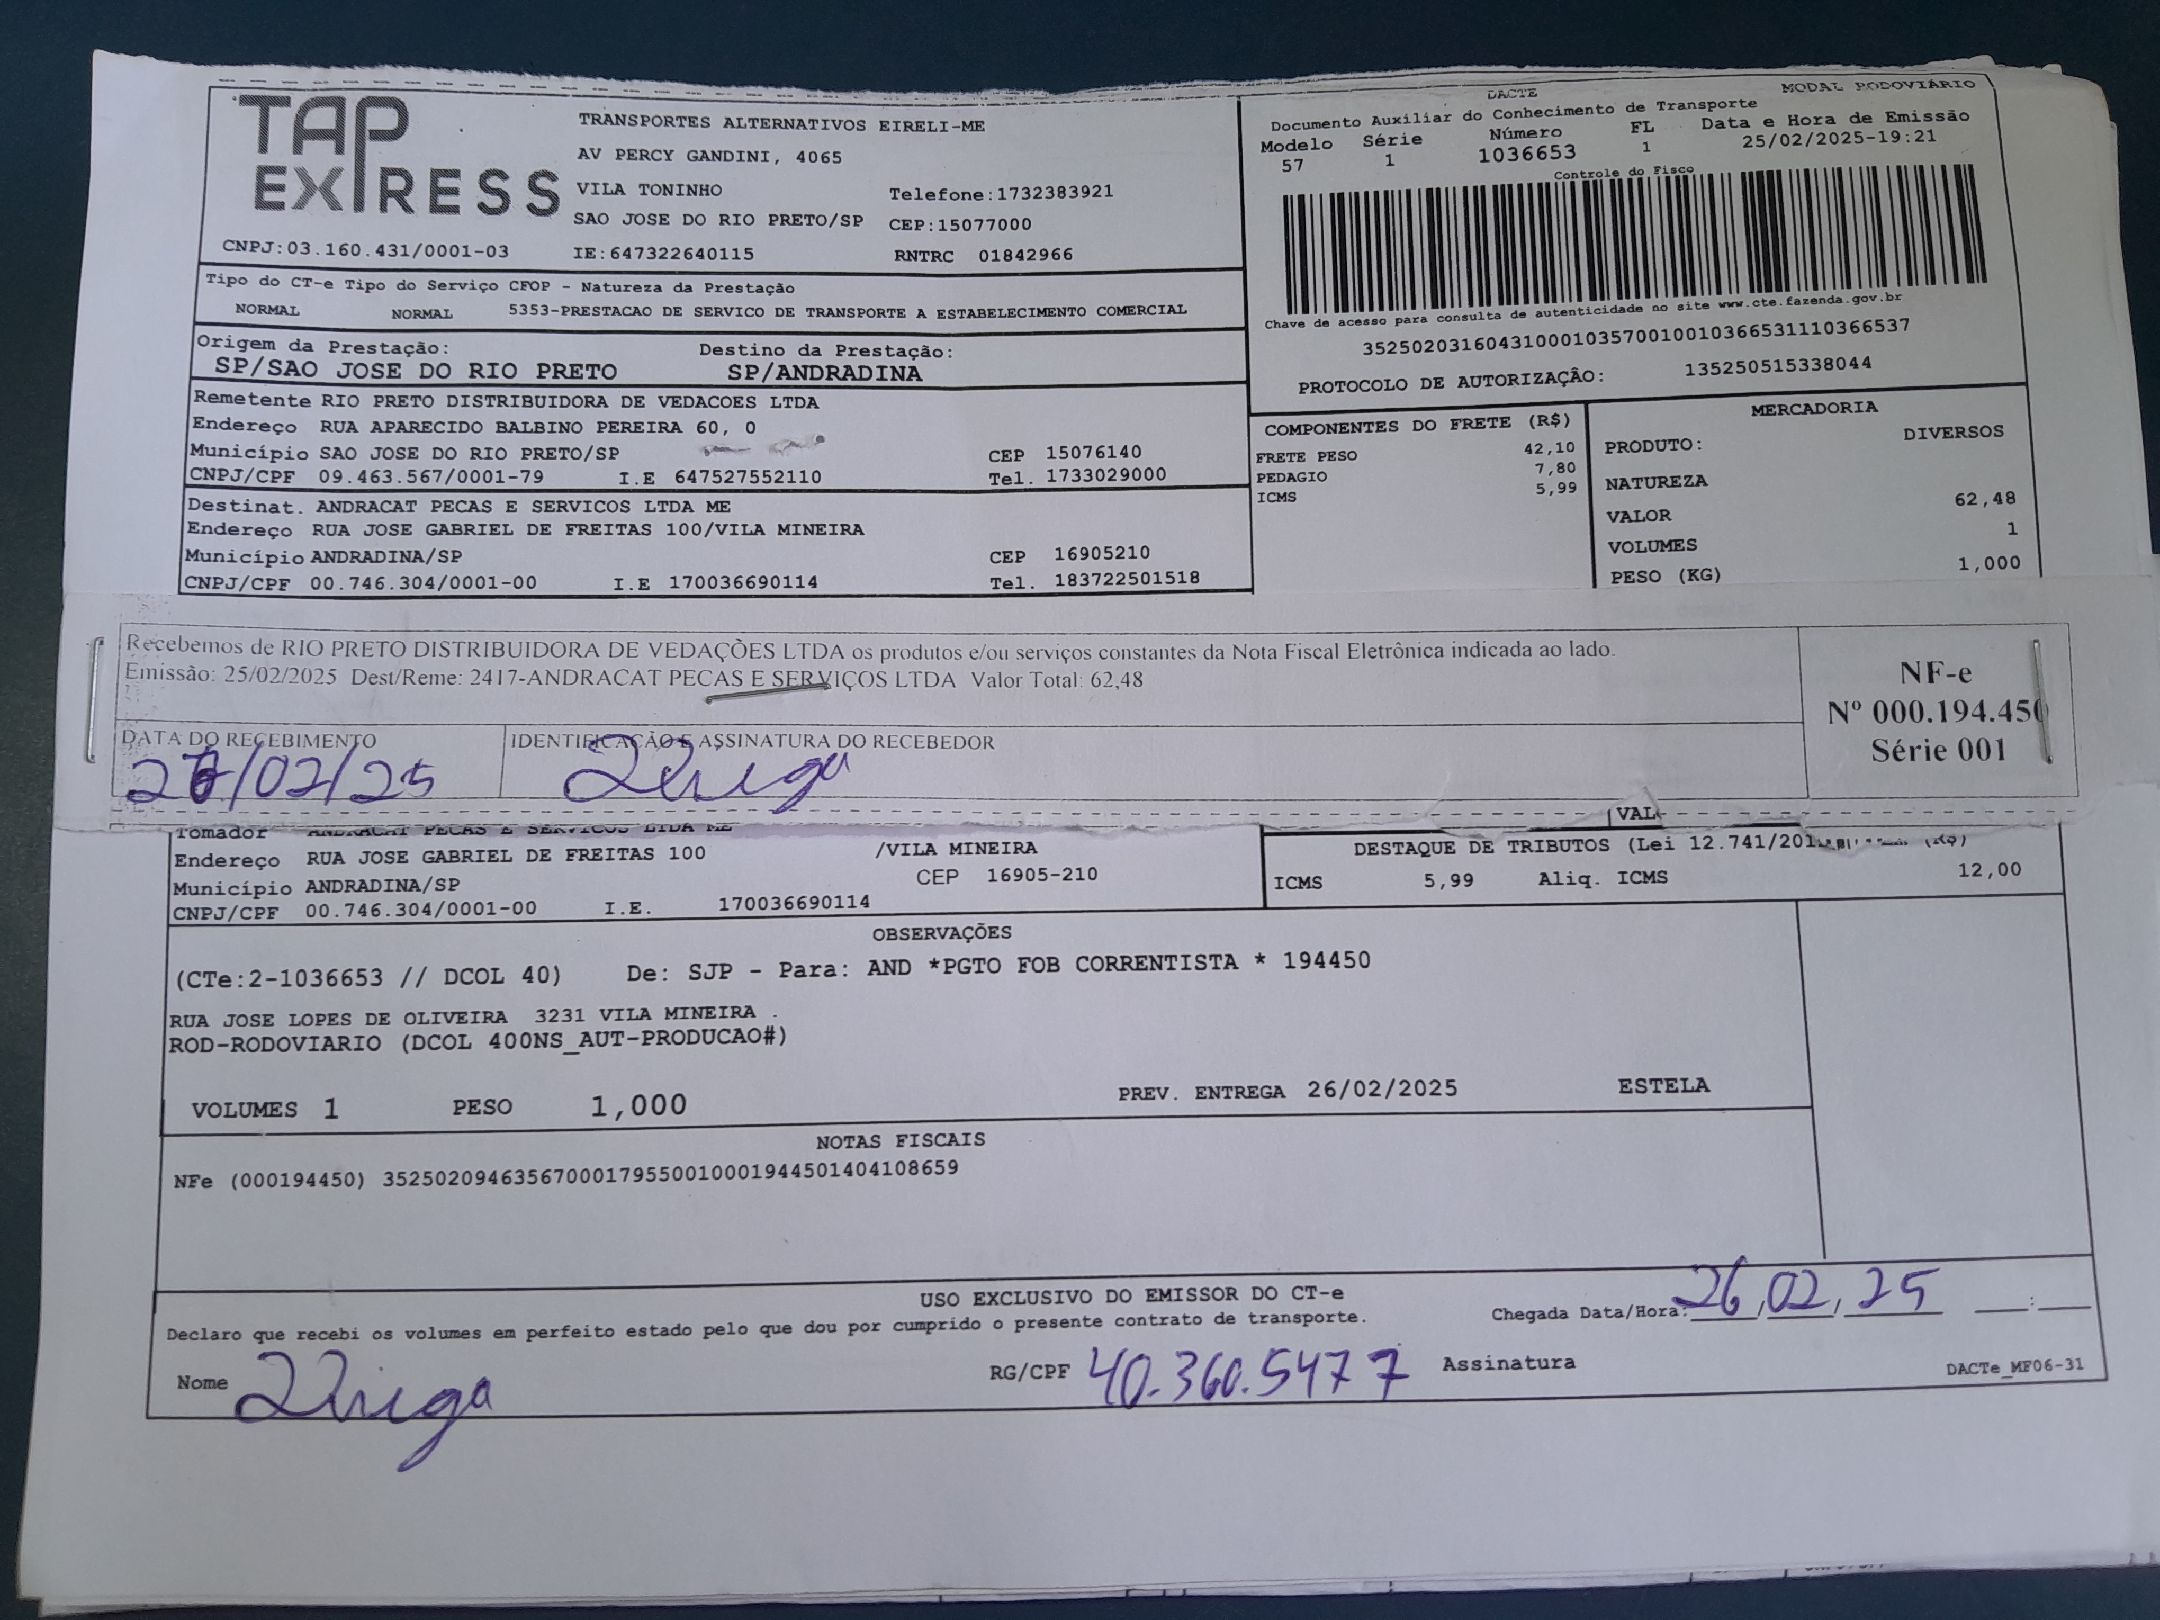 TAP EXPRESS
TRANSPORTES ALTERNATIVOS EIRELI-ME
AV PERCY GANDINI, 4065
VILA TONINHO Telefone:1732383921
SAO JOSE DO RIO PRETO/SP CEP:15077000
CNPJ:03.160.431/0001-03 IE:647322640115 RNTRC 01842966
DACTE MODAL RODOVIÁRIO
Documento Auxiliar do Conhecimento de Transporte
Modelo Série Número FL Data e Hora de Emissão
57 1 1036653 1 25/02/2025-19:21
Controle do Fisco
Chave de acesso para consulta de autenticidade no site www.cte.fazenda.gov.br
35250203160431000103570010010366531110366537
PROTOCOLO DE AUTORIZAÇÃO: 135250515338044
Tipo do CT-e Tipo do Serviço CFOP - Natureza da Prestação
NORMAL NORMAL 5353-PRESTACAO DE SERVICO DE TRANSPORTE A ESTABELECIMENTO COMERCIAL
Origem da Prestação: Destino da Prestação:
SP/SAO JOSE DO RIO PRETO SP/ANDRADINA
Remetente RIO PRETO DISTRIBUIDORA DE VEDACOES LTDA
Endereço RUA APARECIDO BALBINO PEREIRA 60, 0
Município SAO JOSE DO RIO PRETO/SP CEP 15076140
CNPJ/CPF 09.463.567/0001-79 I.E 647527552110 Tel. 1733029000
Destinat. ANDRACAT PECAS E SERVICOS LTDA ME
Endereço RUA JOSE GABRIEL DE FREITAS 100/VILA MINEIRA
Município ANDRADINA/SP CEP 16905210
CNPJ/CPF 00.746.304/0001-00 I.E 170036690114 Tel. 183722501518
COMPONENTES DO FRETE (R$)
FRETE PESO 42,10
PEDAGIO 7,80
ICMS 5,99
MERCADORIA
PRODUTO: DIVERSOS
NATUREZA
VALOR 62,48
VOLUMES 1
PESO (KG) 1,000
Recebemos de RIO PRETO DISTRIBUIDORA DE VEDAÇÕES LTDA os produtos e/ou serviços constantes da Nota Fiscal Eletrônica indicada ao lado.
Emissão: 25/02/2025 Dest/Reme: 2417-ANDRACAT PECAS E SERVIÇOS LTDA Valor Total: 62,48
NF-e
Nº 000.194.450
Série 001
DATA DO RECEBIMENTO IDENTIFICAÇÃO E ASSINATURA DO RECEBEDOR
26/02/25
VAL
Tomador ANDRACAT PECAS E SERVICOS LTDA ME
Endereço RUA JOSE GABRIEL DE FREITAS 100 /VILA MINEIRA
Município ANDRADINA/SP CEP 16905-210
CNPJ/CPF 00.746.304/0001-00 I.E. 170036690114
DESTAQUE DE TRIBUTOS (Lei 12.741/201 (R$)
ICMS 5,99 Aliq. ICMS 12,00
OBSERVAÇÕES
(CTe:2-1036653 // DCOL 40) De: SJP - Para: AND *PGTO FOB CORRENTISTA * 194450
RUA JOSE LOPES DE OLIVEIRA 3231 VILA MINEIRA .
ROD-RODOVIARIO (DCOL 400NS_AUT-PRODUCAO#)
VOLUMES 1 PESO 1,000 PREV. ENTREGA 26/02/2025 ESTELA
NOTAS FISCAIS
NFe (000194450) 35250209463567000179550010001944501404108659
USO EXCLUSIVO DO EMISSOR DO CT-e
Declaro que recebi os volumes em perfeito estado pelo que dou por cumprido o presente contrato de transporte.
Chegada Data/Hora: 26/02/25 __:__
Nome RG/CPF 40.360.547 7 Assinatura
DACTe_MF06-31